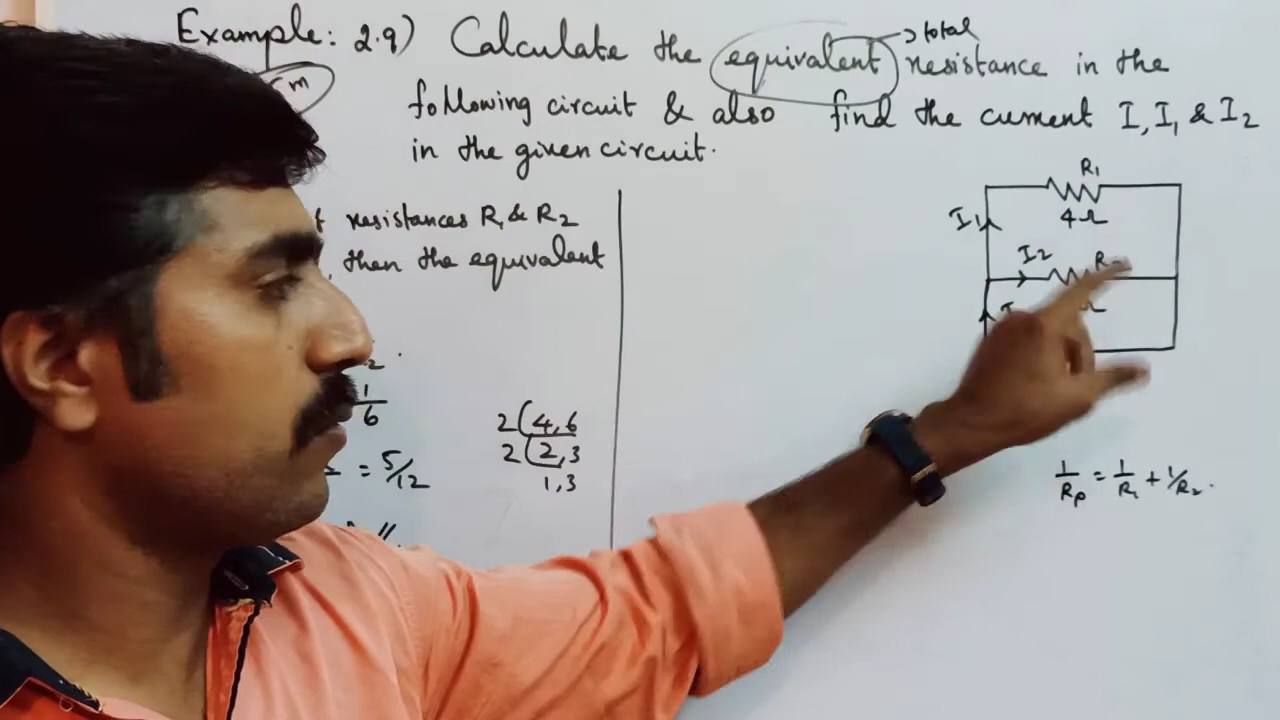 Example: 2.9) Calculate the equivalent → total resistance in the
m
following circuit & also find the current I, I₁ & I₂
in the given circuit.
resistances R₁ & R₂
then the equivalent
1/6
= 5/12
2 4, 6
2 2, 3
1, 3
R₁
I₁ 4Ω
I₂
I
1/Rp = 1/R₁ + 1/R₂.